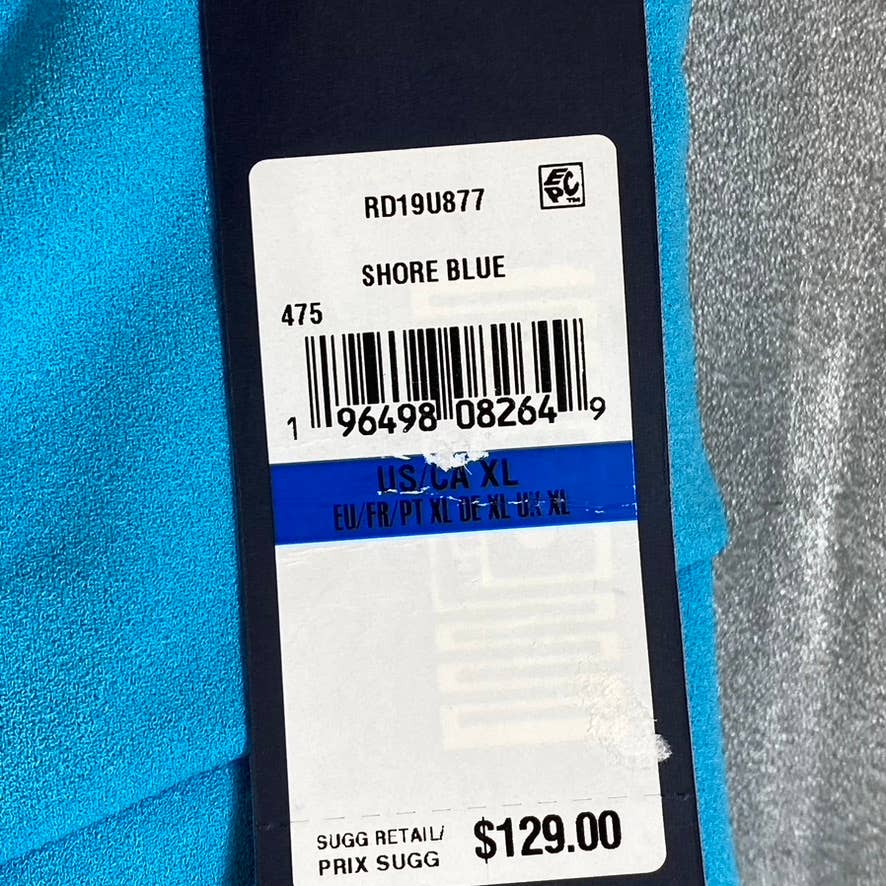 RD19U877
EPC™
SHORE BLUE
475
1 96498 08264 9
US/CA XL
EU/FR/PT XL DE XL UK XL
SUGG RETAIL/
PRIX SUGG
$129.00